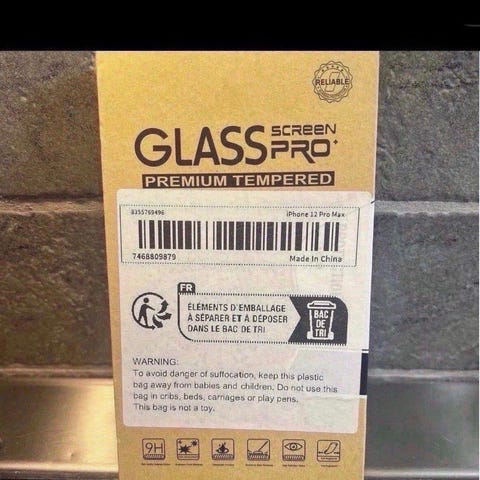 RELIABLE
GLASS SCREEN
PRO+
PREMIUM TEMPERED
8355769496 iPhone 12 Pro Max
7468809879 Made In China
FR
ÉLÉMENTS D'EMBALLAGE
À SÉPARER ET À DÉPOSER
DANS LE BAC DE TRI
BAC
DE
TRI
WARNING:
To avoid danger of suffocation, keep this plastic
bag away from babies and children. Do not use this
bag in cribs, beds, carriages or play pens.
This bag is not a toy.
9H